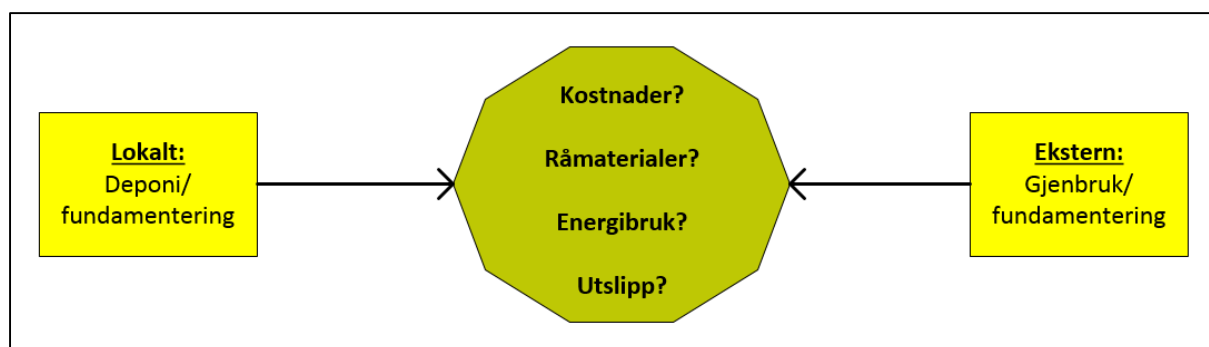 Lokalt:
Deponi/
fundamentering
Kostnader?
Råmaterialer?
Energibruk?
Utslipp?
Ekstern:
Gjenbruk/
fundamentering